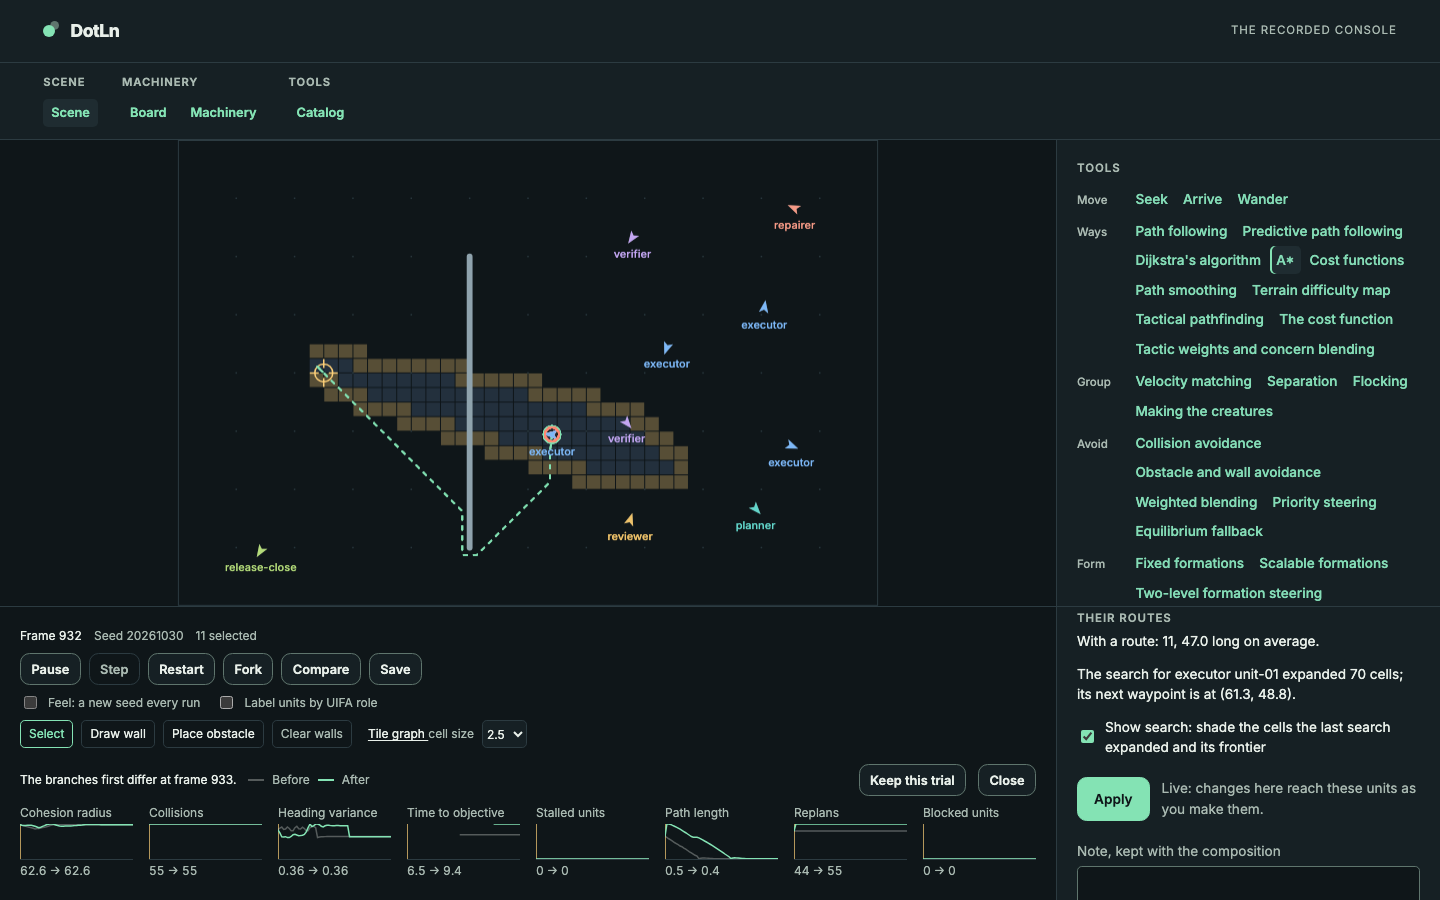 DotLn
THE RECORDED CONSOLE
SCENE
MACHINERY
TOOLS
Scene
Board
Machinery
Catalog
repairer
verifier
executor
executor
verifier
executor
executor
planner
reviewer
release-close
TOOLS
Move Seek Arrive Wander
Ways Path following Predictive path following
Dijkstra's algorithm A* Cost functions
Path smoothing Terrain difficulty map
Tactical pathfinding The cost function
Tactic weights and concern blending
Group Velocity matching Separation Flocking
Making the creatures
Avoid Collision avoidance
Obstacle and wall avoidance
Weighted blending Priority steering
Equilibrium fallback
Form Fixed formations Scalable formations
Two-level formation steering
Frame 932 Seed 20261030 11 selected
Pause Step Restart Fork Compare Save
Feel: a new seed every run Label units by UIFA role
Select Draw wall Place obstacle Clear walls Tile graph cell size 2.5
The branches first differ at frame 933. Before After Keep this trial Close
Cohesion radius Collisions Heading variance Time to objective Stalled units Path length Replans Blocked units
62.6 → 62.6 55 → 55 0.36 → 0.36 6.5 → 9.4 0 → 0 0.5 → 0.4 44 → 55 0 → 0
THEIR ROUTES
With a route: 11, 47.0 long on average.
The search for executor unit-01 expanded 70 cells;
its next waypoint is at (61.3, 48.8).
Show search: shade the cells the last search
expanded and its frontier
Apply
Live: changes here reach these units as
you make them.
Note, kept with the composition